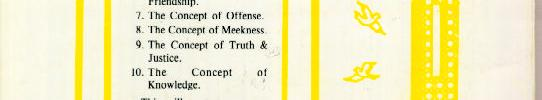 Friendship.
7. The Concept of Offense.
8. The Concept of Meekness.
9. The Concept of Truth &
Justice.
10. The Concept of
Knowledge.